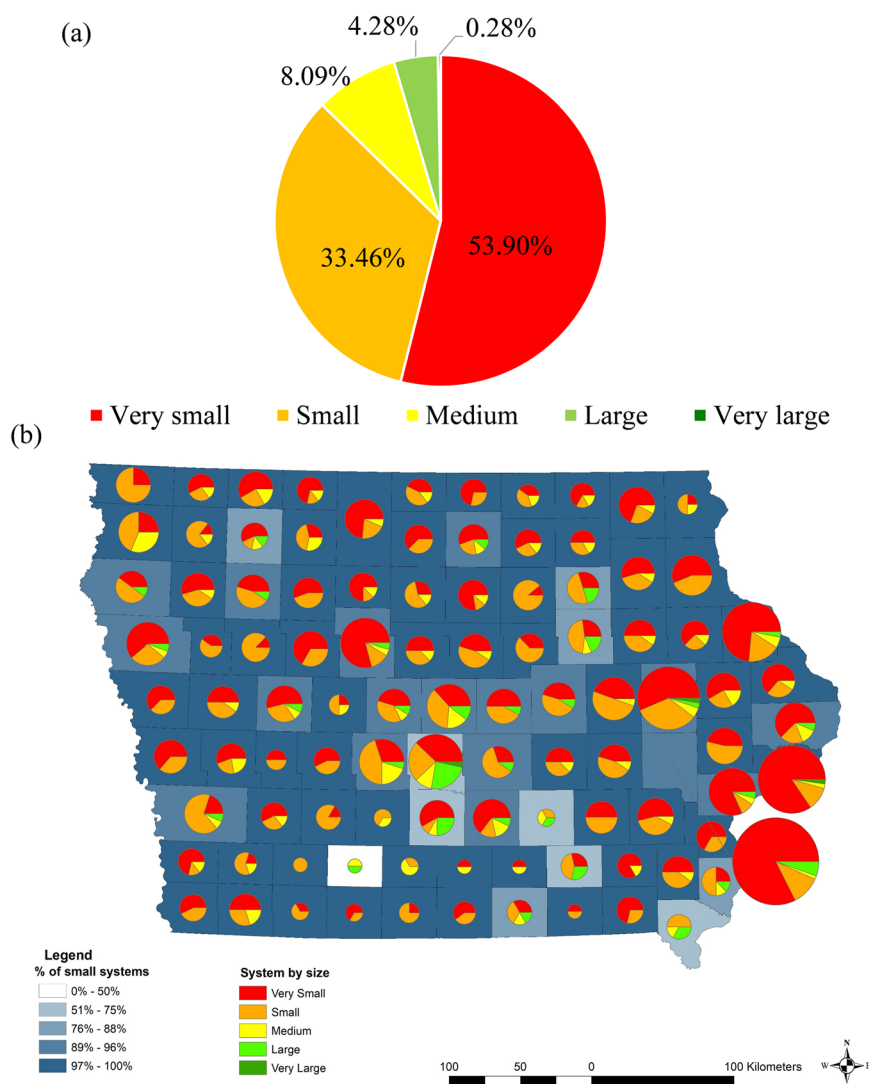 (a)
4.28%
0.28%
8.09%
33.46%
53.90%
Very small Small Medium Large Very large
(b)
Legend
% of small systems
0% - 50%
51% - 75%
76% - 88%
89% - 96%
97% - 100%
System by size
Very Small
Small
Medium
Large
Very Large
100 50 0 100 Kilometers
N
W E
S